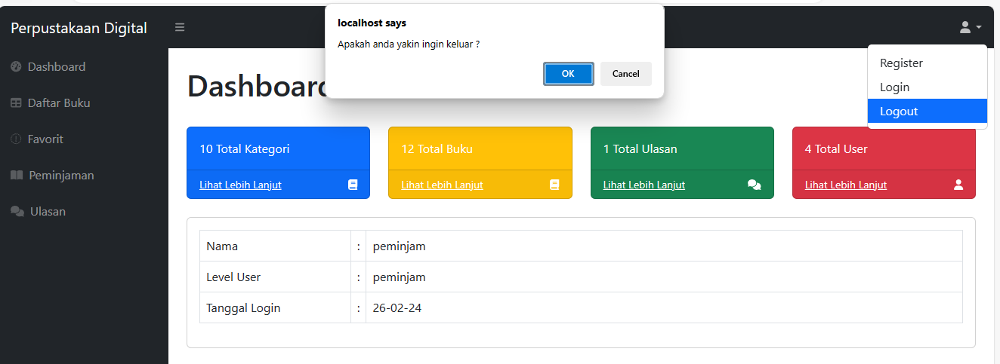 Perpustakaan Digital
localhost says
Apakah anda yakin ingin keluar ?
OK
Cancel
Register
Login
Logout
Dashboard
Daftar Buku
Favorit
Peminjaman
Ulasan
Dashboard
10 Total Kategori
Lihat Lebih Lanjut
12 Total Buku
Lihat Lebih Lanjut
1 Total Ulasan
Lihat Lebih Lanjut
4 Total User
Lihat Lebih Lanjut
Nama : peminjam
Level User : peminjam
Tanggal Login : 26-02-24